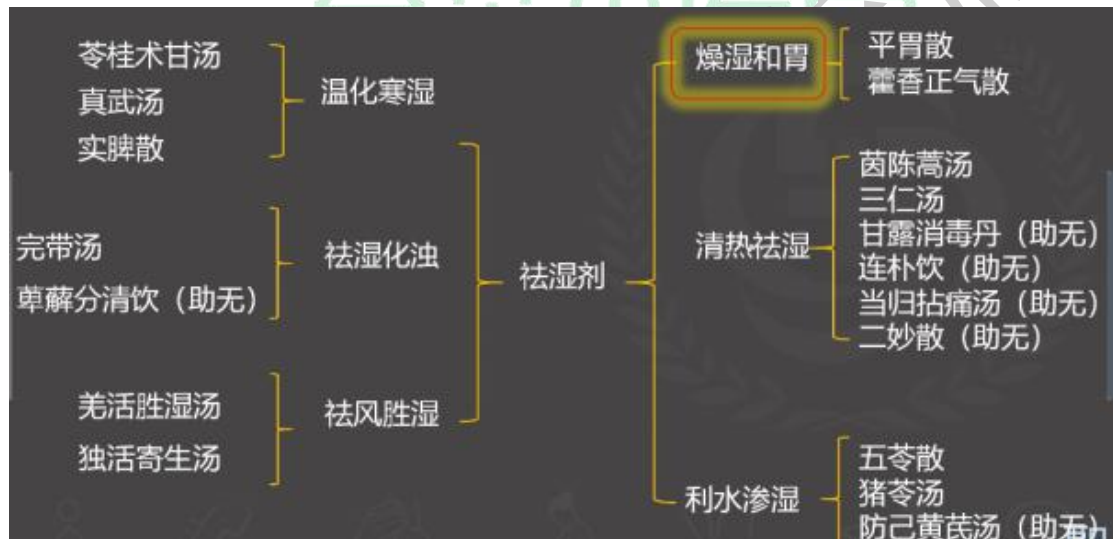 苓桂术甘汤
真武汤
实脾散
温化寒湿
完带汤
萆薢分清饮（助无）
祛湿化浊
羌活胜湿汤
独活寄生汤
祛风胜湿
祛湿剂
燥湿和胃
平胃散
藿香正气散
清热祛湿
茵陈蒿汤
三仁汤
甘露消毒丹（助无）
连朴饮（助无）
当归拈痛汤（助无）
二妙散（助无）
利水渗湿
五苓散
猪苓汤
防己黄芪汤（助无）